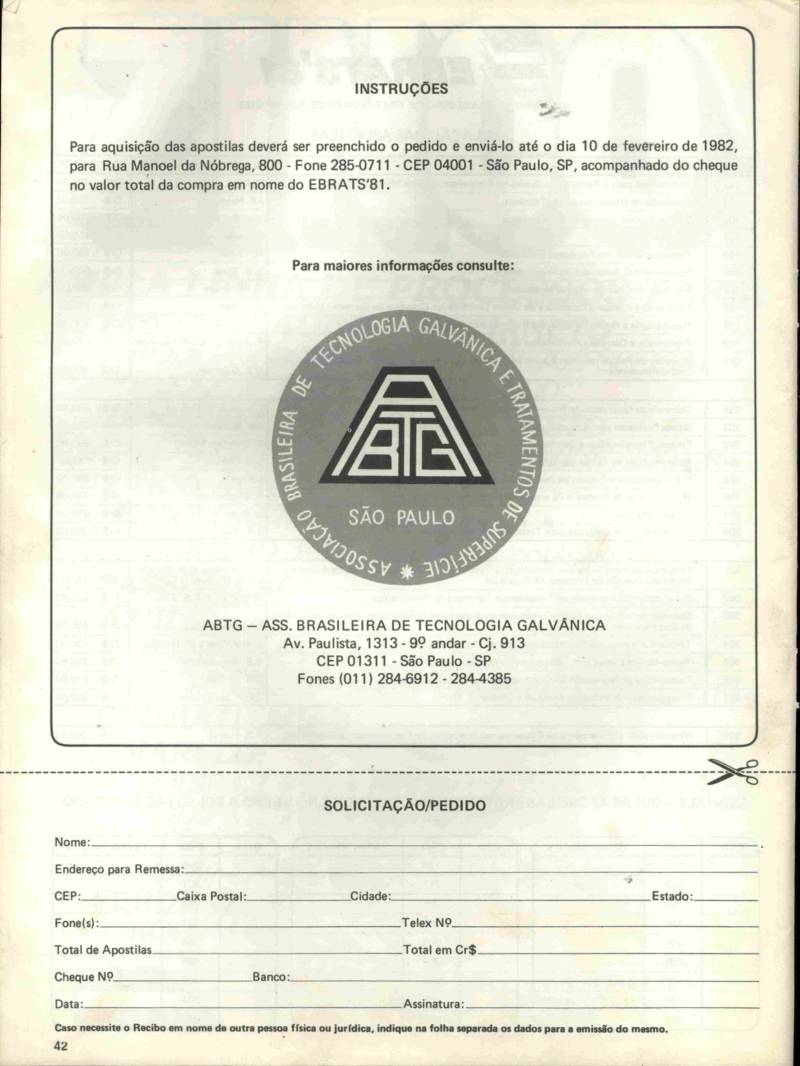 INSTRUÇÕES
Para aquisição das apostilas deverá ser preenchido o pedido e enviá-lo até o dia 10 de fevereiro de 1982,
para Rua Manoel da Nóbrega, 800 - Fone 285-0711 - CEP 04001 - São Paulo, SP, acompanhado do cheque
no valor total da compra em nome do EBRATS'81.
Para maiores informações consulte:
ASSOCIAÇÃO BRASILEIRA DE TECNOLOGIA GALVÂNICA E TRATAMENTOS DE SUPERFÍCIE *
ABTG
SÃO PAULO
ABTG – ASS. BRASILEIRA DE TECNOLOGIA GALVÂNICA
Av. Paulista, 1313 - 9º andar - Cj. 913
CEP 01311 - São Paulo - SP
Fones (011) 284-6912 - 284-4385
SOLICITAÇÃO/PEDIDO
Nome:
Endereço para Remessa:
CEP: Caixa Postal: Cidade: Estado:
Fone(s): Telex Nº
Total de Apostilas Total em Cr$
Cheque Nº Banco:
Data: Assinatura:
Caso necessite o Recibo em nome de outra pessoa física ou jurídica, indique na folha separada os dados para a emissão do mesmo.
42